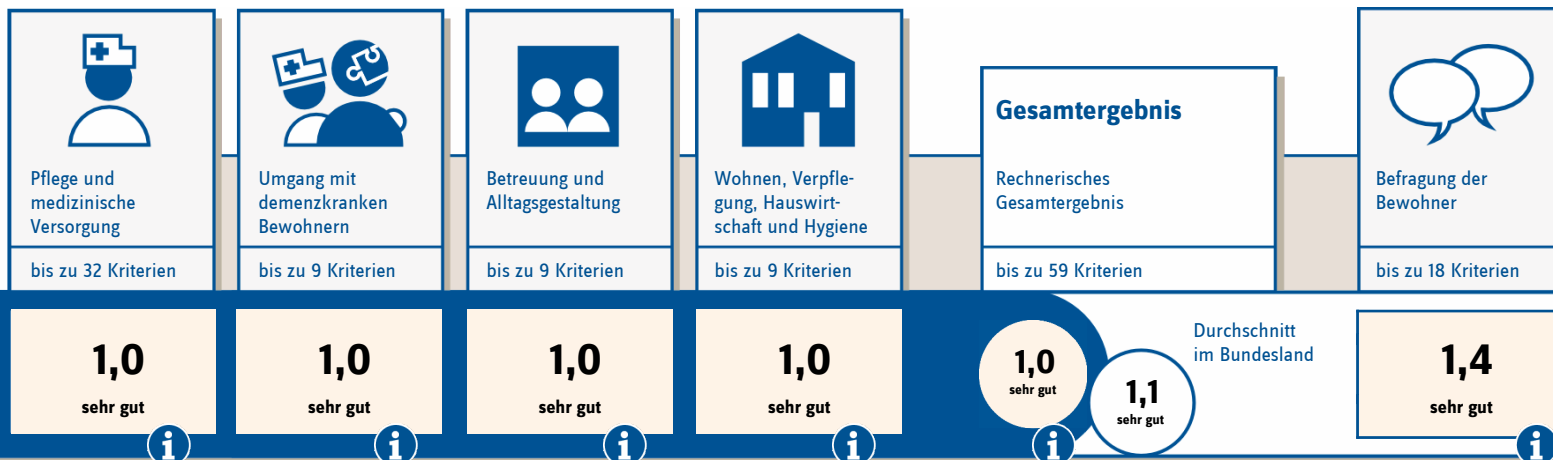 Pflege und
medizinische
Versorgung
bis zu 32 Kriterien
1,0
sehr gut
Umgang mit
demenzkranken
Bewohnern
bis zu 9 Kriterien
1,0
sehr gut
Betreuung und
Alltagsgestaltung
bis zu 9 Kriterien
1,0
sehr gut
Wohnen, Verpfle-
gung, Hauswirt-
schaft und Hygiene
bis zu 9 Kriterien
1,0
sehr gut
Gesamtergebnis
Rechnerisches
Gesamtergebnis
bis zu 59 Kriterien
1,0
sehr gut
1,1
sehr gut
Durchschnitt
im Bundesland
Befragung der
Bewohner
bis zu 18 Kriterien
1,4
sehr gut